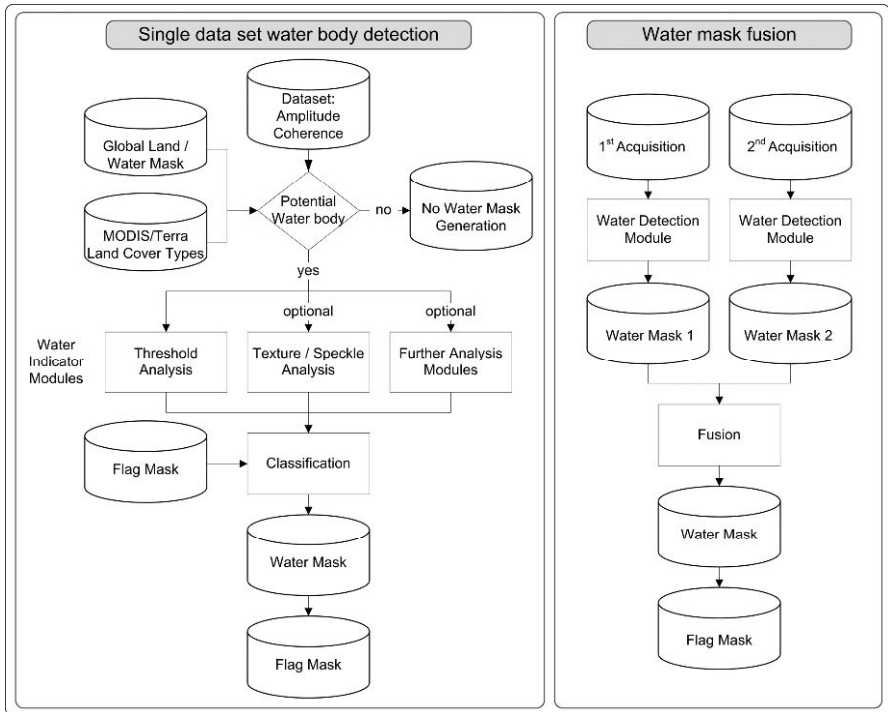 Single data set water body detection
Dataset:
Amplitude
Coherence
Global Land /
Water Mask
MODIS/Terra
Land Cover Types
Potential
Water body
no
No Water Mask
Generation
yes
optional
optional
Water
Indicator
Modules
Threshold
Analysis
Texture / Speckle
Analysis
Further Analysis
Modules
Flag Mask
Classification
Water Mask
Flag Mask
Water mask fusion
1st Acquisition
2nd Acquisition
Water Detection
Module
Water Detection
Module
Water Mask 1
Water Mask 2
Fusion
Water Mask
Flag Mask